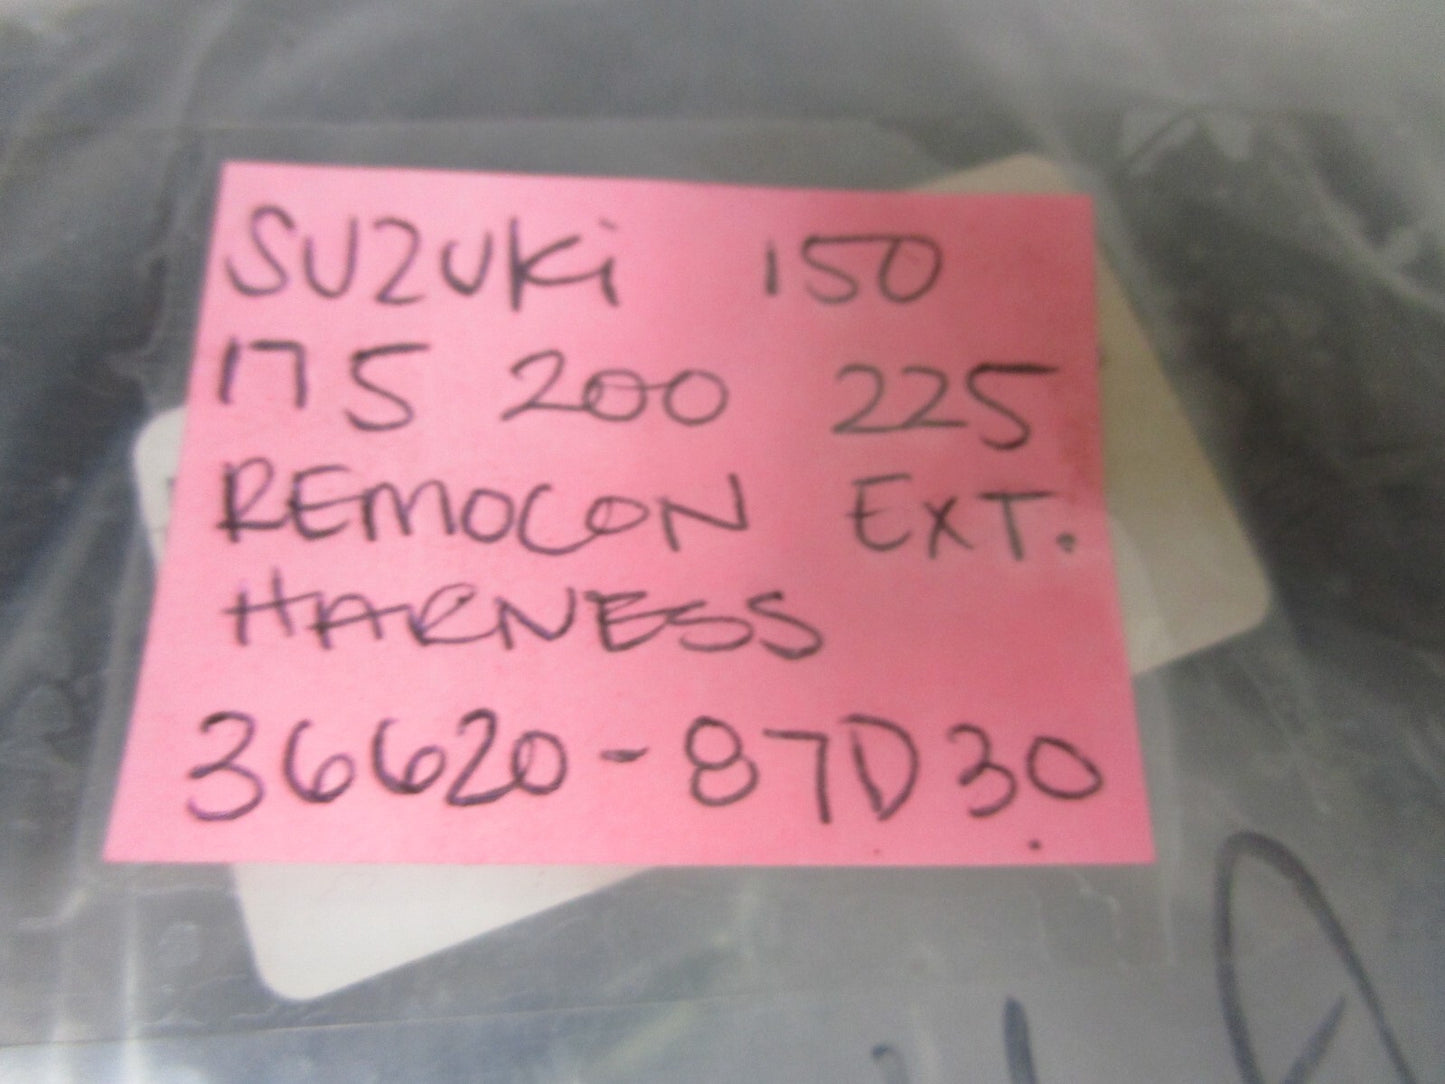 SUZUKi 150
175 200 225
REMOCON EXT.
HARNESS
36620-87D30